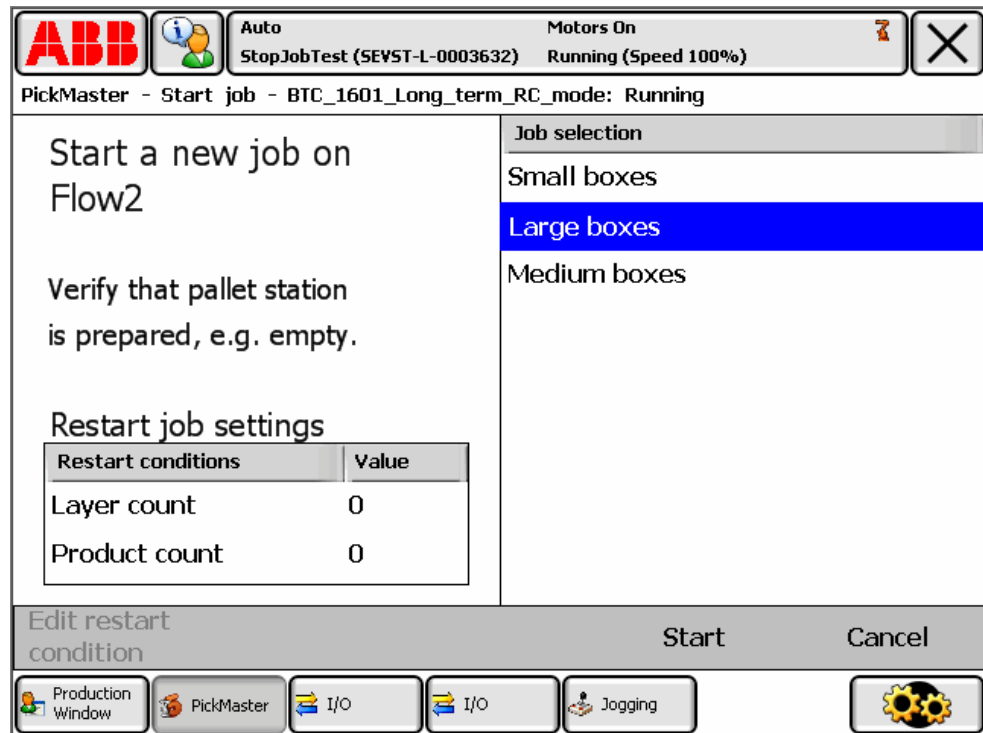 ABB
Auto
StopJobTest (SEVST-L-0003632)
Motors On
Running (Speed 100%)
PickMaster - Start job - BTC_1601_Long_term_RC_mode: Running
Start a new job on
Flow2
Verify that pallet station
is prepared, e.g. empty.
Restart job settings
Restart conditions Value
Layer count 0
Product count 0
Job selection
Small boxes
Large boxes
Medium boxes
Edit restart
condition
Start Cancel
Production
Window
PickMaster
I/O
I/O
Jogging